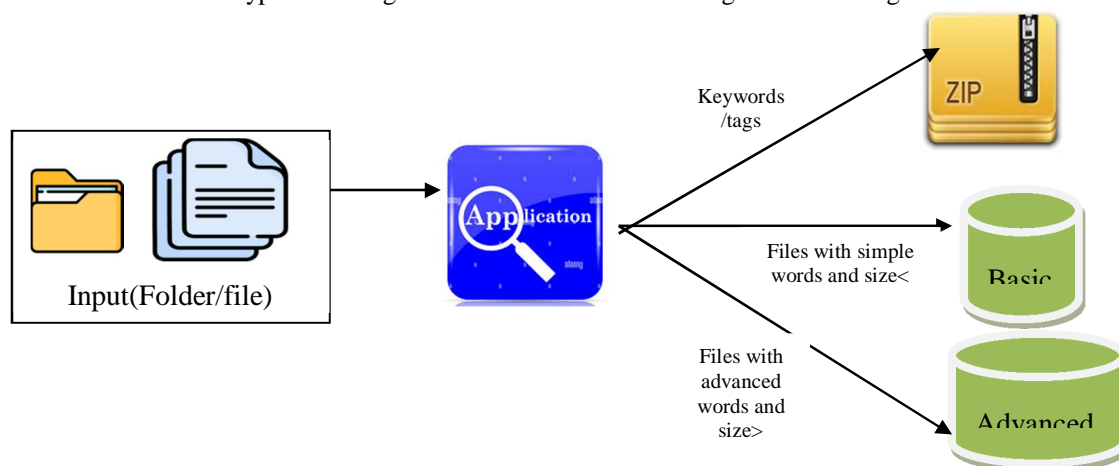 Keywords
/tags
ZIP
Application
alamy
Input(Folder/file)
Files with simple
words and size<
Basic
Files with
advanced
words and
size>
Advanced